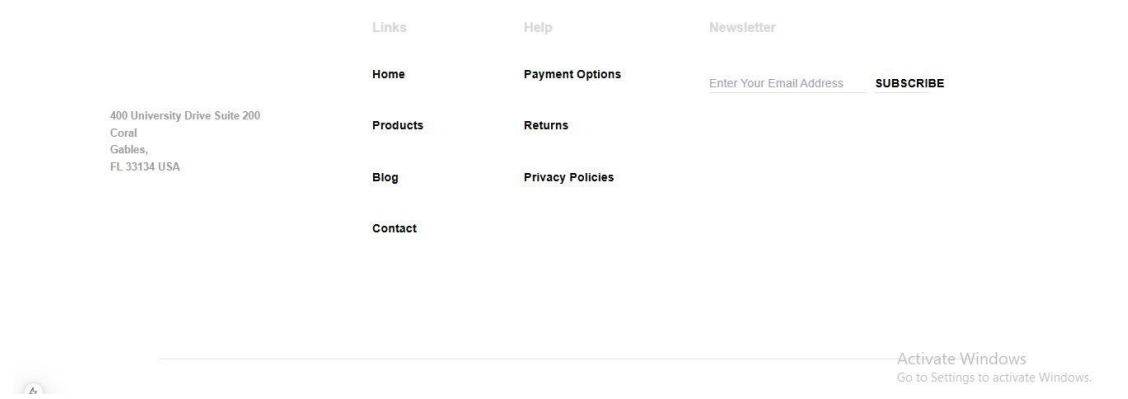 400 University Drive Suite 200
Coral
Gables,
FL 33134 USA
Links
Home
Products
Blog
Contact
Help
Payment Options
Returns
Privacy Policies
Newsletter
Enter Your Email Address
SUBSCRIBE
Activate Windows
Go to Settings to activate Windows.